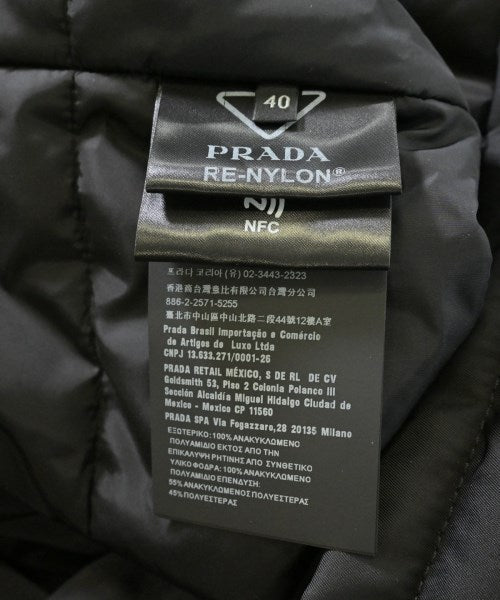 40
PRADA
RE-NYLON®
NFC
프라다 코리아 (유) 02-3443-2323
香港商台灣普拉達有限公司台灣分公司
886-2-2571-5255
臺北市中山區中山北路二段44號12樓A室
Prada Brasil Importação e Comércio
de Artigos de Luxo Ltda
CNPJ 13.633.271/0001-26
PRADA RETAIL MÉXICO, S DE RL DE CV
Goldsmith 53, Piso 2 Colonia Polanco III
Sección Alcaldía Miguel Hidalgo Ciudad de
Mexico - Mexico CP 11560
PRADA SPA Via Fogazzaro, 28 20135 Milano
ΕΞΩΤΕΡΙΚΟ: 100% ΑΝΑΚΥΚΛΩΜΕΝΟ
ΠΟΛΥΑΜΙΔΙΟ ΕΚΤΟΣ ΑΠΟ ΤΗΝ
ΕΠΙΚΑΛΥΨΗ ΡΗΤΙΝΗΣ ΑΠΟ ΣΥΝΘΕΤΙΚΟ
ΥΛΙΚΟ ΦΟΔΡΑ: 100% ΑΝΑΚΥΚΛΩΜΕΝΟ
ΠΟΛΥΑΜΙΔΙΟ ΕΠΕΝΔΥΣΗ:
55% ΑΝΑΚΥΚΛΩΜΕΝΟΣ ΠΟΛΥΕΣΤΕΡΑΣ
45% ΠΟΛΥΕΣΤΕΡΑΣ